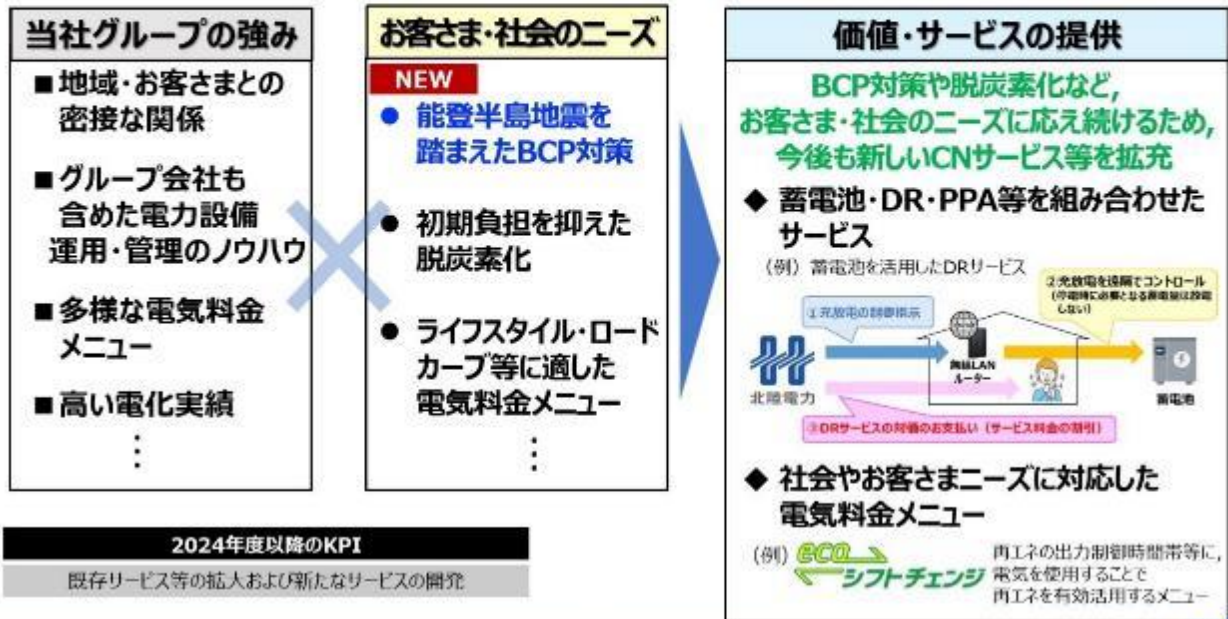 当社グループの強み
■地域・お客さまとの
密接な関係
■グループ会社も
含めた電力設備
運用・管理のノウハウ
■多様な電気料金
メニュー
■高い電化実績
⋮
お客さま・社会のニーズ
NEW
● 能登半島地震を
踏まえたBCP対策
● 初期負担を抑えた
脱炭素化
● ライフスタイル・ロード
カーブ等に適した
電気料金メニュー
⋮
価値・サービスの提供
BCP対策や脱炭素化など,
お客さま・社会のニーズに応え続けるため,
今後も新しいCNサービス等を拡充
◆ 蓄電池・DR・PPA等を組み合わせた
サービス
(例) 蓄電池を活用したDRサービス
②充放電を遠隔でコントロール
(停電時に必要となる蓄電量は放電
しない)
①充放電の制御指示
無線LAN
ルーター
北陸電力
蓄電池
③DRサービスの対価のお支払い (サービス料金の割引)
◆ 社会やお客さまニーズに対応した
電気料金メニュー
(例) eco
シフトチェンジ
再エネの出力制御時間帯等に,
電気を使用することで
再エネを有効活用するメニュー
2024年度以降のKPI
既存サービス等の拡大および新たなサービスの開発